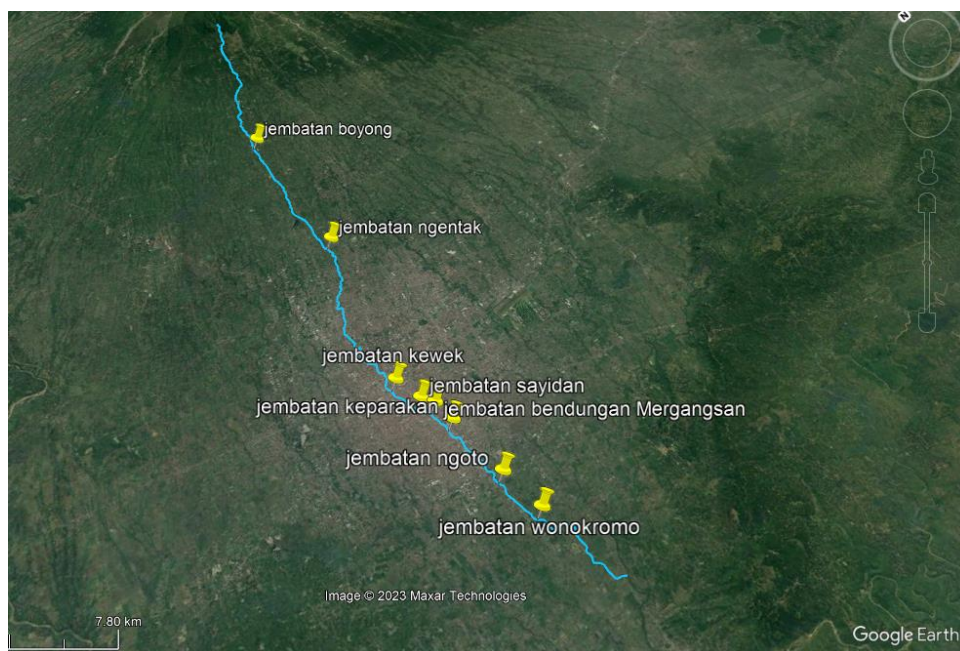 N
jembatan boyong
jembatan ngentak
jembatan kewek
jembatan sayidan
jembatan keparakan
jembatan bendungan Mergangsan
jembatan ngoto
jembatan wonokromo
Image © 2023 Maxar Technologies
7.80 km
Google Earth